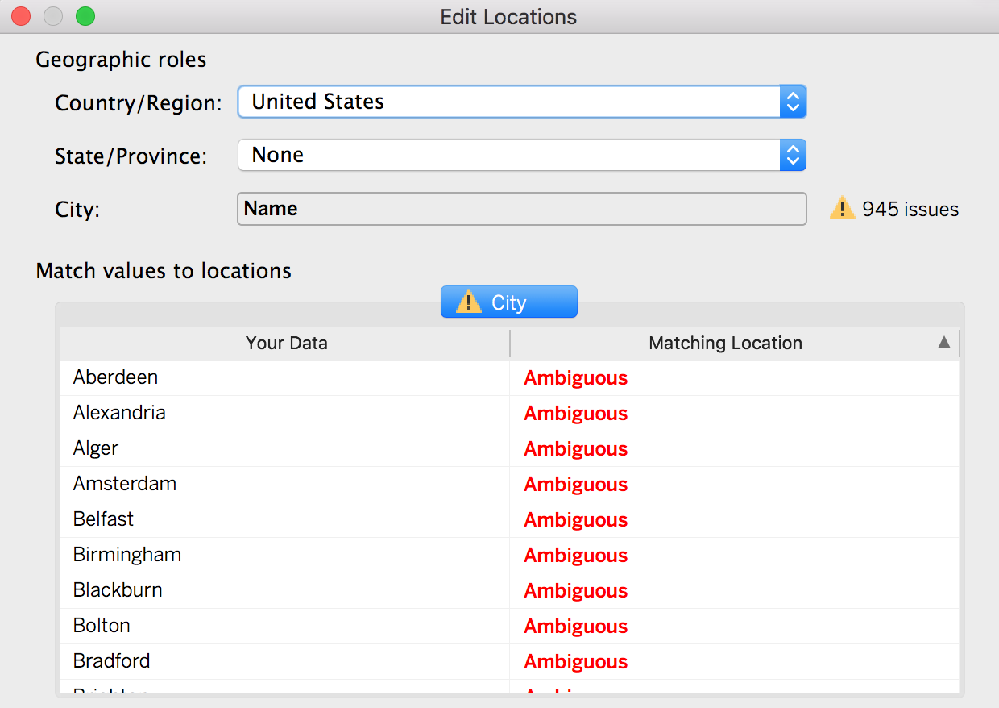 Edit Locations
Geographic roles
Country/Region: United States
State/Province: None
City: Name 945 issues
Match values to locations
City
Your Data Matching Location
Aberdeen Ambiguous
Alexandria Ambiguous
Alger Ambiguous
Amsterdam Ambiguous
Belfast Ambiguous
Birmingham Ambiguous
Blackburn Ambiguous
Bolton Ambiguous
Bradford Ambiguous